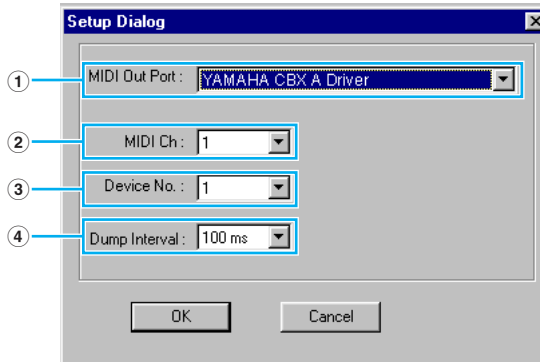 Setup Dialog
① MIDI Out Port : YAMAHA CBX A Driver
② MIDI Ch : 1
③ Device No. : 1
④ Dump Interval : 100 ms
OK Cancel